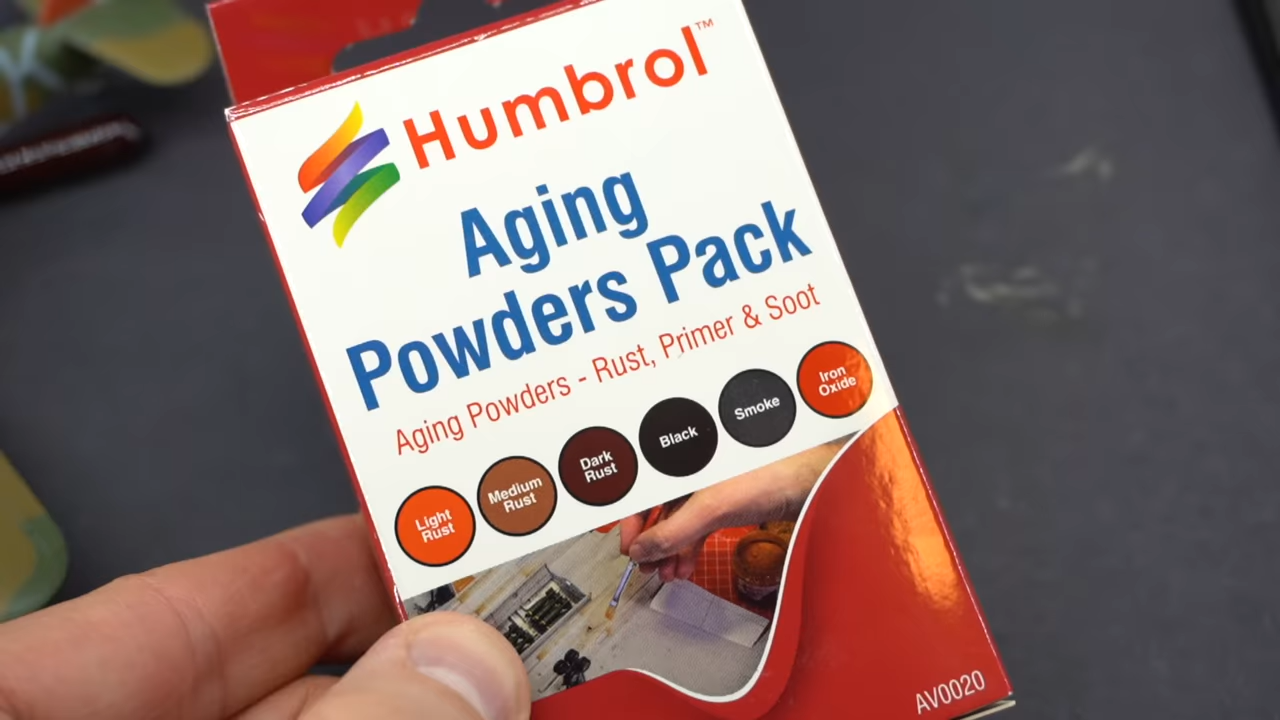 Humbrol™
Aging
Powders Pack
Aging Powders - Rust, Primer & Soot
Light
Rust
Medium
Rust
Dark
Rust
Black
Smoke
Iron
Oxide
AV0020